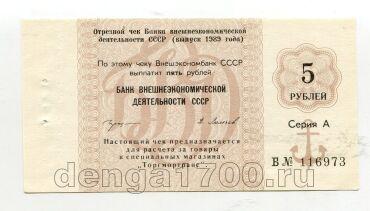 Отрезной чек Банка внешнеэкономической
деятельности СССР (выпуск 1989 года)
По этому чеку Внешэкономбанк СССР
выплатит пять рублей
БАНК ВНЕШНЕЭКОНОМИЧЕСКОЙ
ДЕЯТЕЛЬНОСТИ СССР
Настоящий чек предназначается
для расчета за товары
в специальных магазинах
"Торгмортранс".
5
РУБЛЕЙ
Серия А
В№ 116973
denga1700.ru